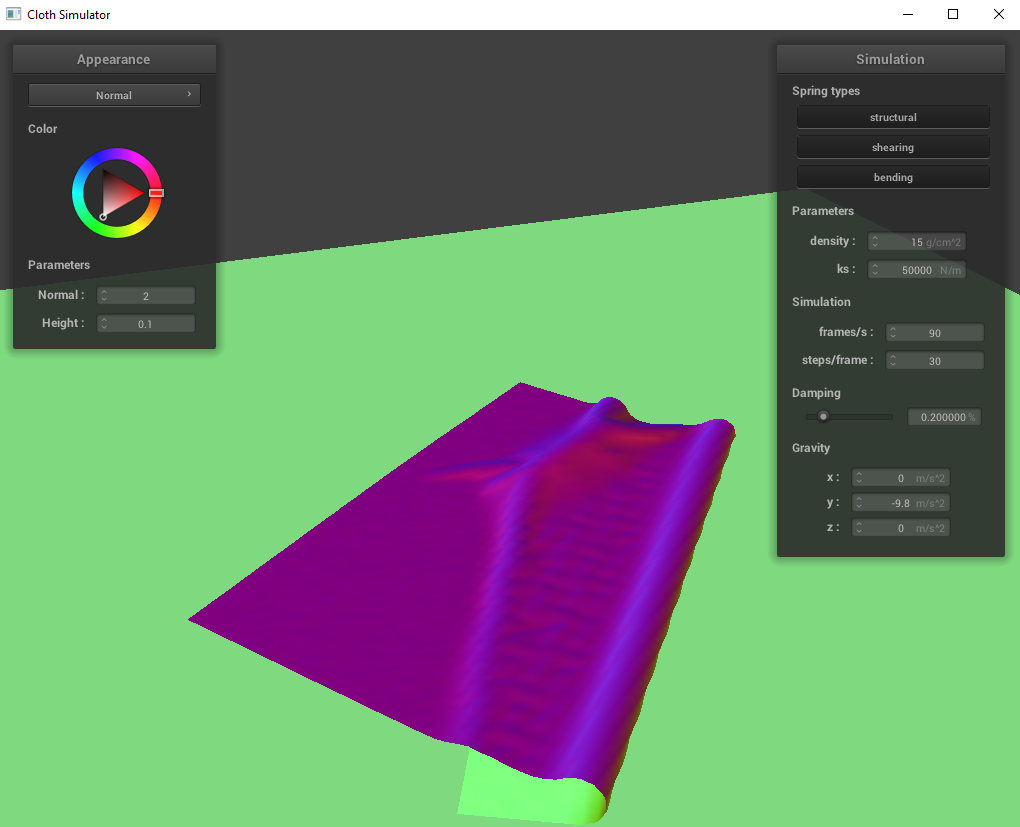 Cloth Simulator
Appearance
Normal
Color
Parameters
Normal : 2
Height : 0.1
Simulation
Spring types
structural
shearing
bending
Parameters
density : 15 g/cm^2
ks : 50000 N/m
Simulation
frames/s : 90
steps/frame : 30
Damping
0.200000 %
Gravity
x : 0 m/s^2
y : -9.8 m/s^2
z : 0 m/s^2